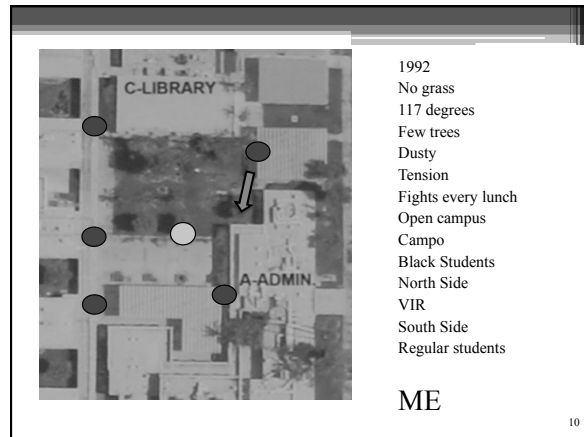 C-LIBRARY
A-ADMIN.
1992
No grass
117 degrees
Few trees
Dusty
Tension
Fights every lunch
Open campus
Campo
Black Students
North Side
VIR
South Side
Regular students
ME
10